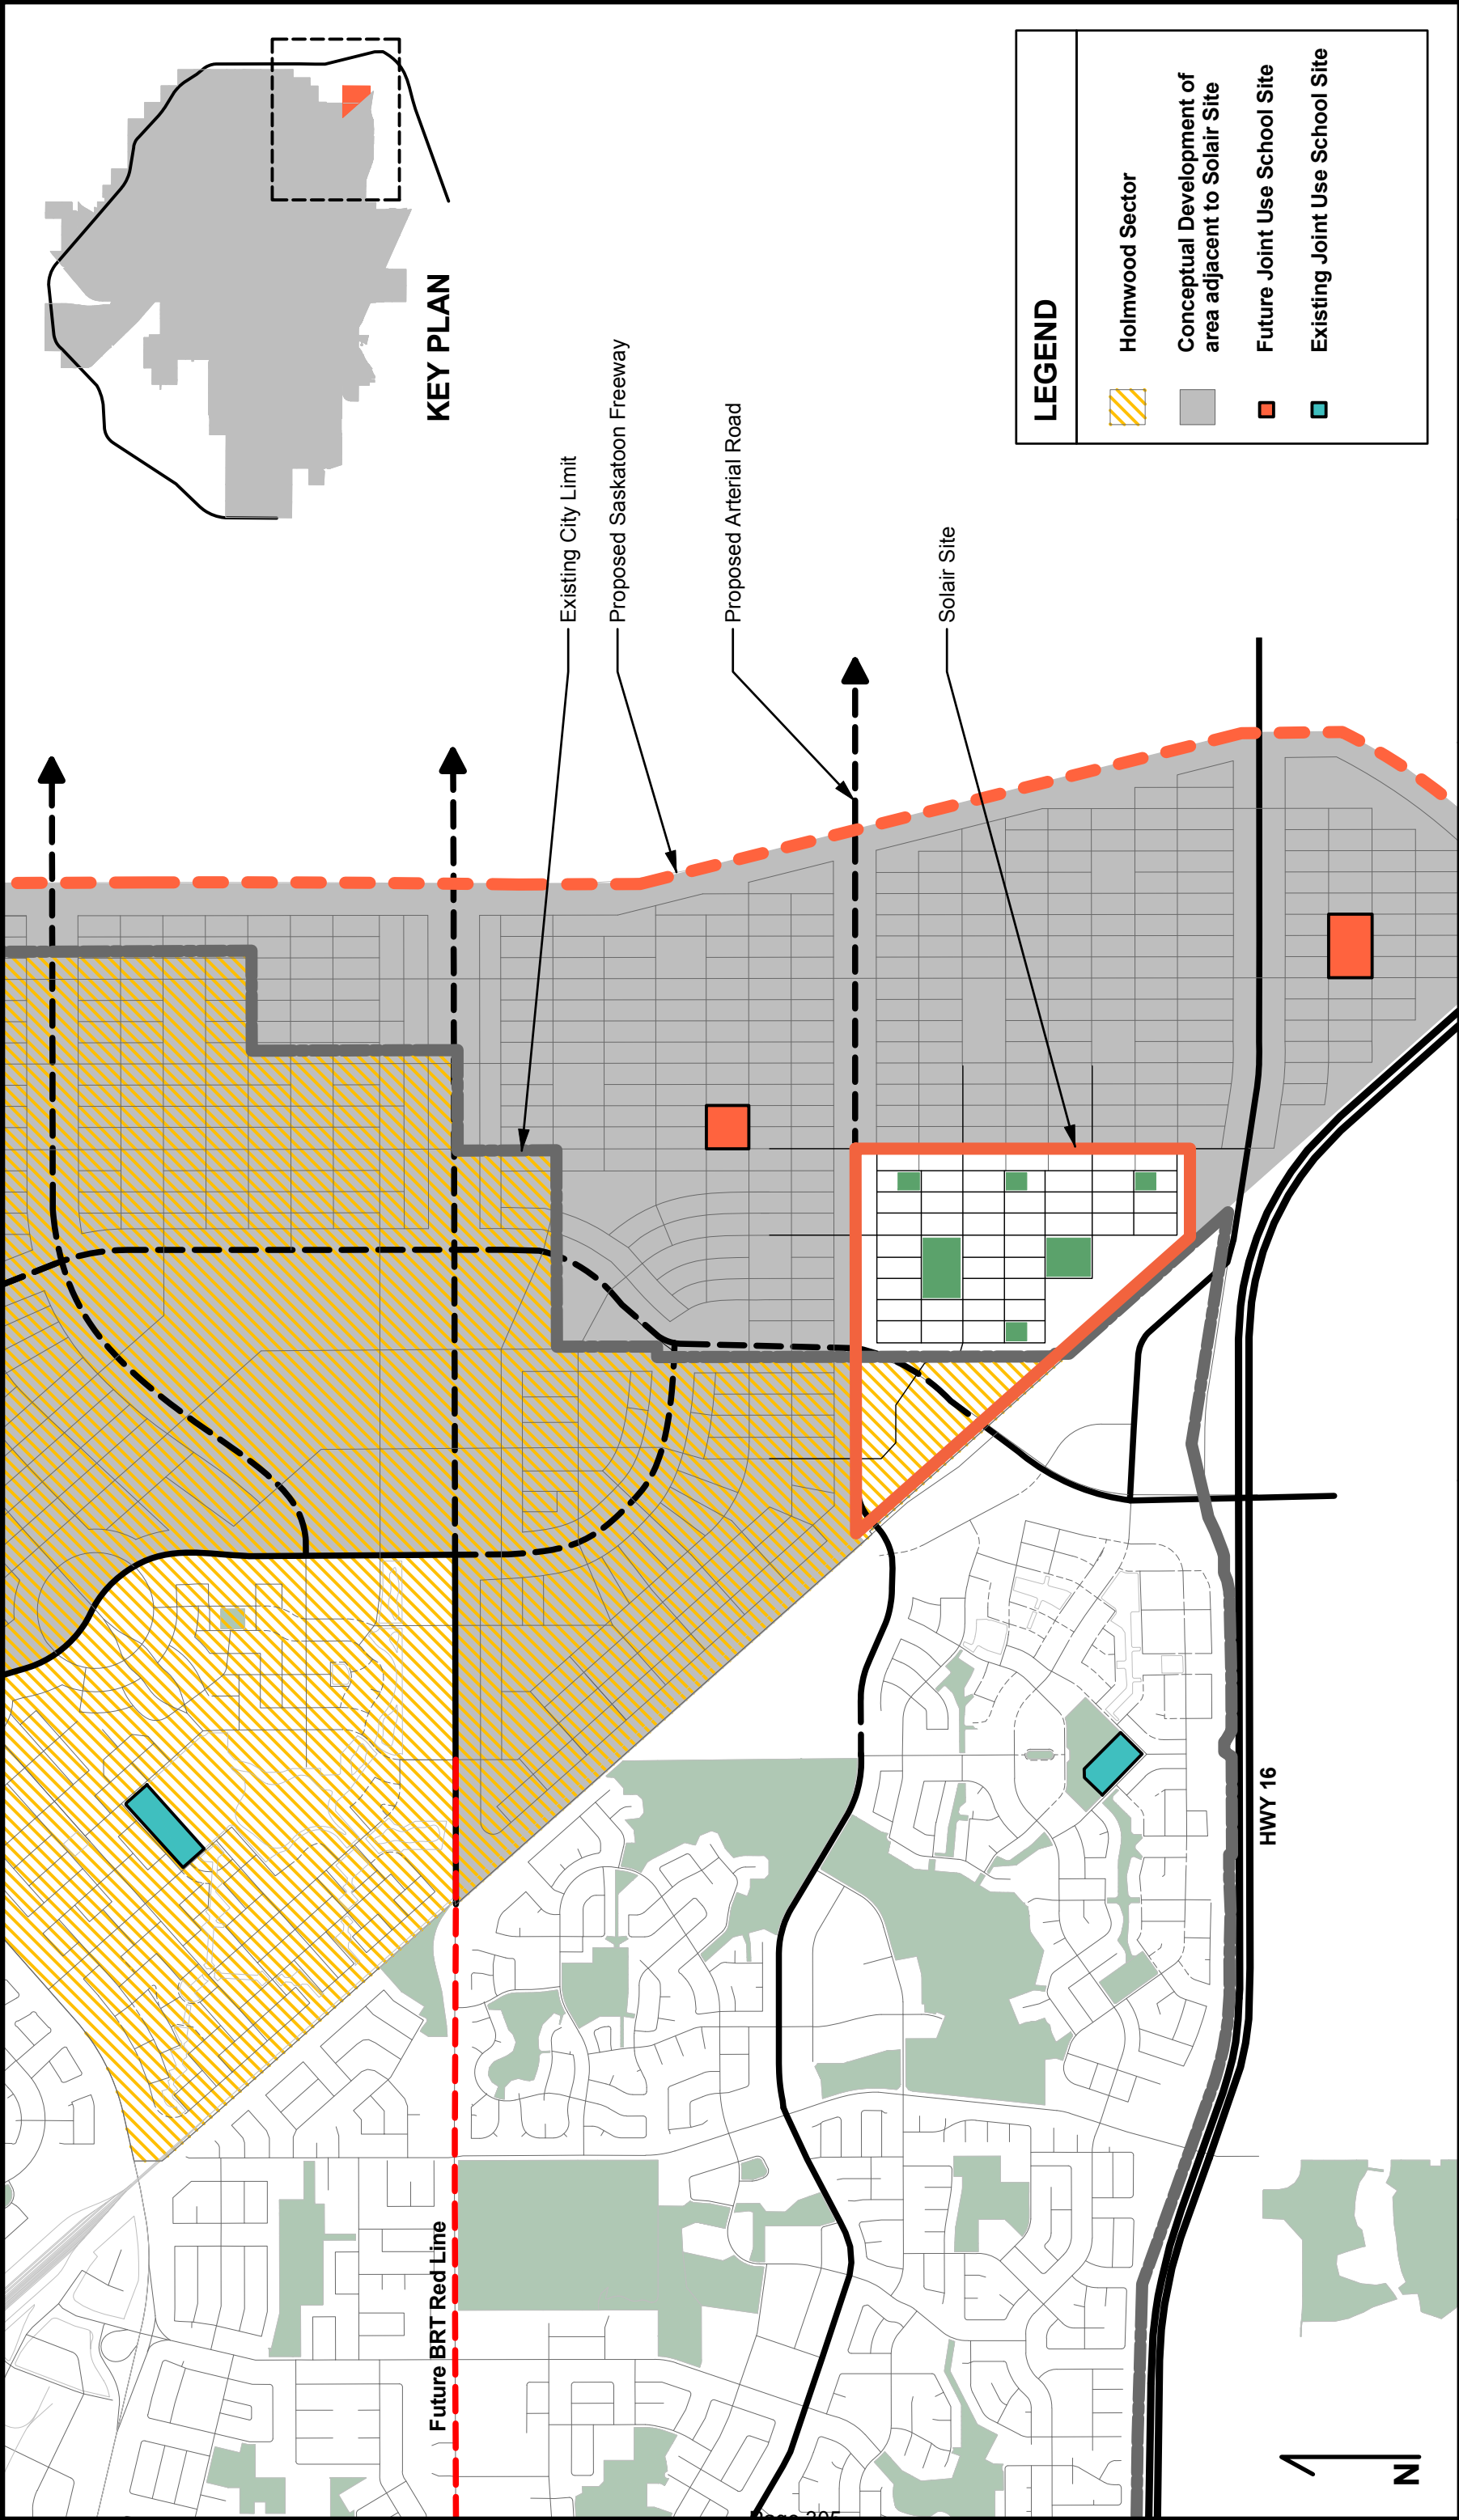 KEY PLAN
Existing City Limit
Proposed Saskatoon Freeway
Proposed Arterial Road
Solair Site
LEGEND
Holmwood Sector
Conceptual Development of
area adjacent to Solair Site
Future Joint Use School Site
Existing Joint Use School Site
Future BRT Red Line
HWY 16
N
Page 305